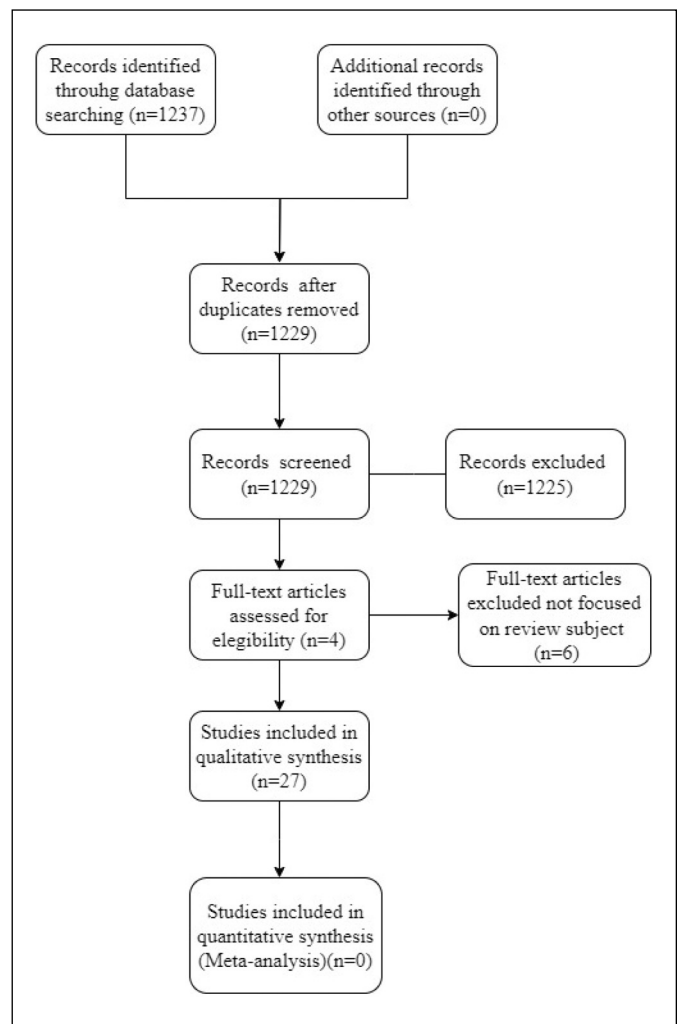 Records identified
throuhg database
searching (n=1237)
Additional records
identified through
other sources (n=0)
Records after
duplicates removed
(n=1229)
Records screened
(n=1229)
Records excluded
(n=1225)
Full-text articles
assessed for
elegibility (n=4)
Full-text articles
excluded not focused
on review subject
(n=6)
Studies included in
qualitative synthesis
(n=27)
Studies included in
quantitative synthesis
(Meta-analysis)(n=0)